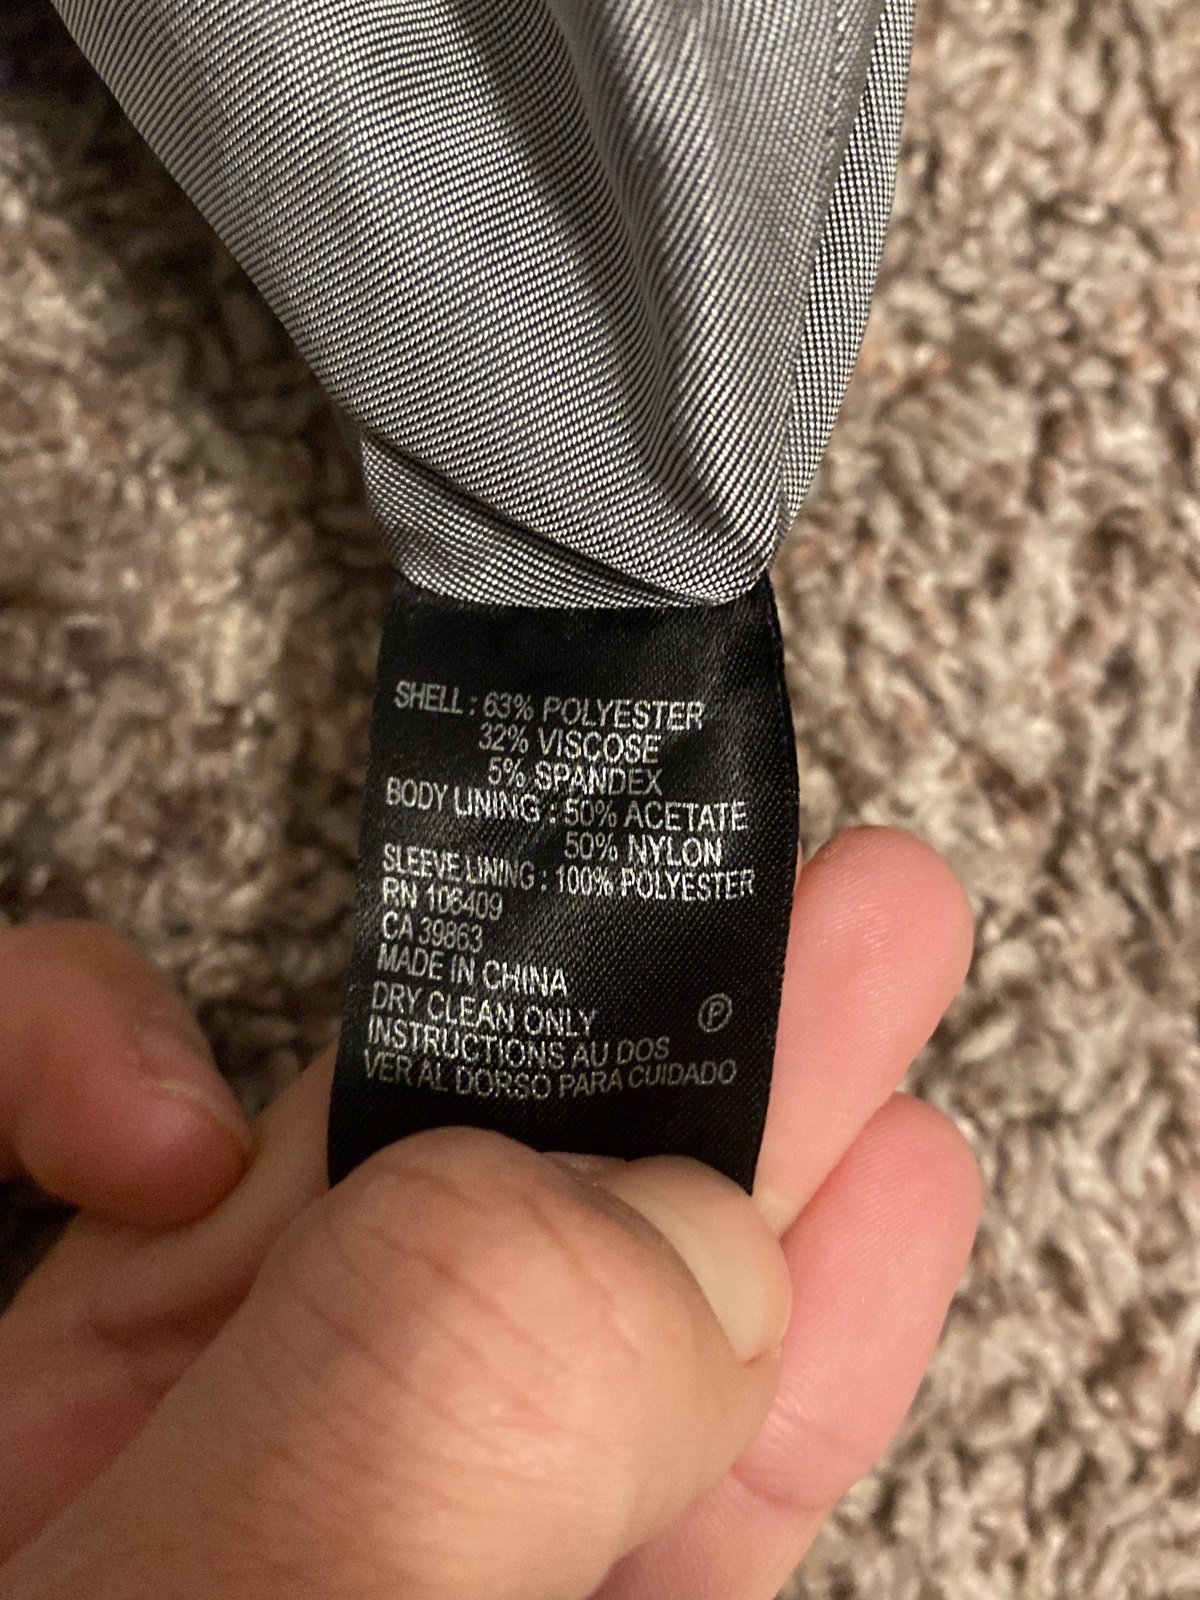 SHELL : 63% POLYESTER
32% VISCOSE
5% SPANDEX
BODY LINING : 50% ACETATE
50% NYLON
SLEEVE LINING : 100% POLYESTER
RN 106409
CA 39863
MADE IN CHINA
DRY CLEAN ONLY
P
INSTRUCTIONS AU DOS
VER AL DORSO PARA CUIDADO